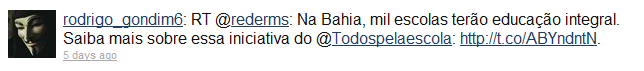 rodrigo_gondim6: RT @rederms: Na Bahia, mil escolas terão educação integral.
Saiba mais sobre essa iniciativa do @Todospelaescola: http://t.co/ABYndntN.
5 days ago